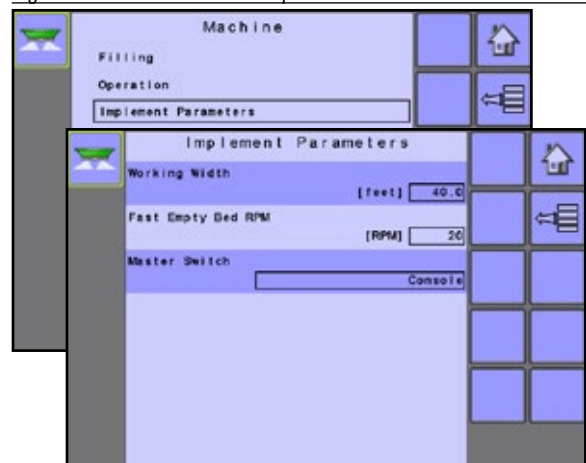 Machine
Filling
Operation
Implement Parameters
Implement Parameters
Working Width
[feet] 40.0
Fast Empty Bed RPM
[RPM] 20
Master Switch
Console